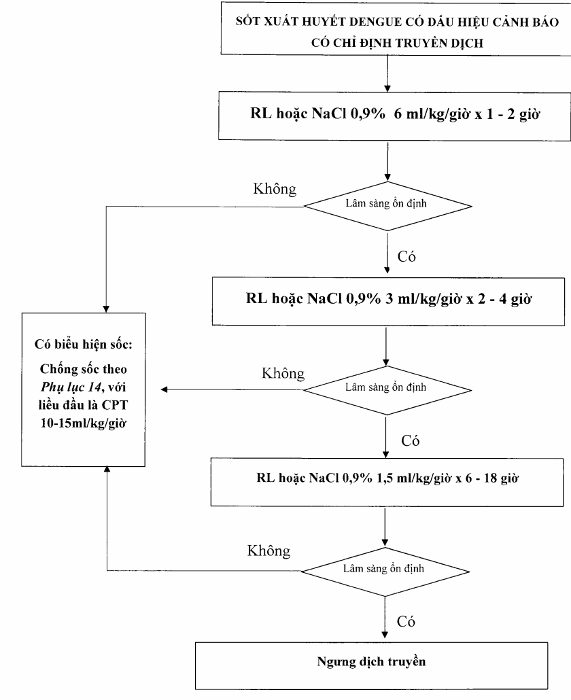 SỐT XUẤT HUYẾT DENGUE CÓ DẤU HIỆU CẢNH BÁO
CÓ CHỈ ĐỊNH TRUYỀN DỊCH
RL hoặc NaCl 0,9% 6 ml/kg/giờ x 1 - 2 giờ
Không
Lâm sàng ổn định
Có
RL hoặc NaCl 0,9% 3 ml/kg/giờ x 2 - 4 giờ
Có biểu hiện sốc:
Chống sốc theo
Phụ lục 14, với
liều đầu là CPT
10-15ml/kg/giờ
Không
Lâm sàng ổn định
Có
RL hoặc NaCl 0,9% 1,5 ml/kg/giờ x 6 - 18 giờ
Không
Lâm sàng ổn định
Có
Ngưng dịch truyền